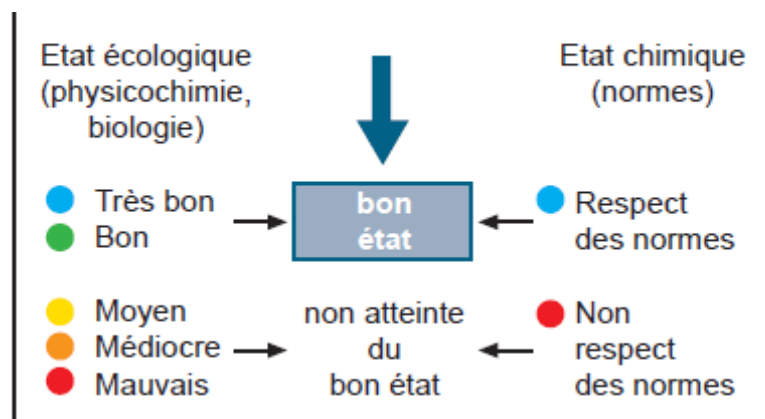 Etat écologique
(physicochimie,
biologie)
Etat chimique
(normes)
Très bon
Bon
bon
état
Respect
des normes
Moyen
Médiocre
Mauvais
non atteinte
du
bon état
Non
respect
des normes